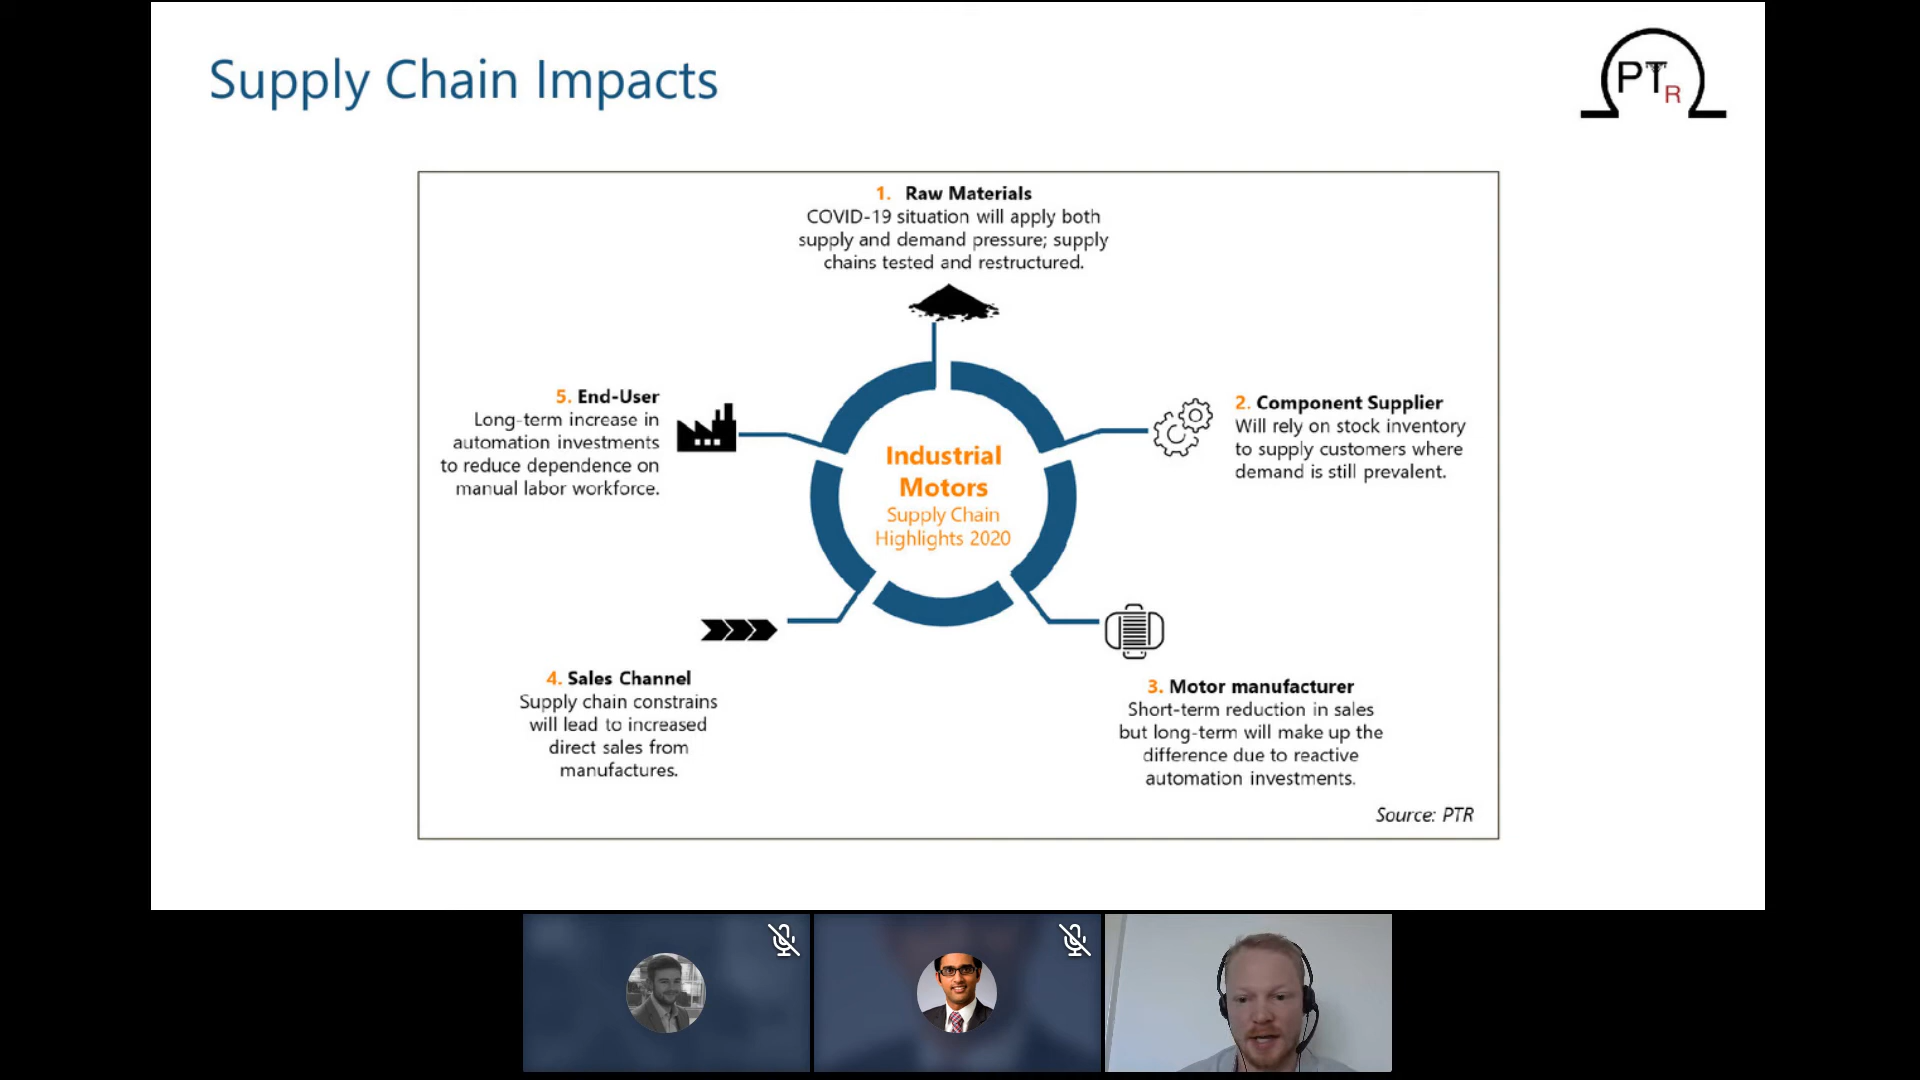 Supply Chain Impacts
PTR
1. Raw Materials
COVID-19 situation will apply both
supply and demand pressure; supply
chains tested and restructured.
5. End-User
Long-term increase in
automation investments
to reduce dependence on
manual labor workforce.
2. Component Supplier
Will rely on stock inventory
to supply customers where
demand is still prevalent.
Industrial
Motors
Supply Chain
Highlights 2020
4. Sales Channel
Supply chain constrains
will lead to increased
direct sales from
manufactures.
3. Motor manufacturer
Short-term reduction in sales
but long-term will make up the
difference due to reactive
automation investments.
Source: PTR